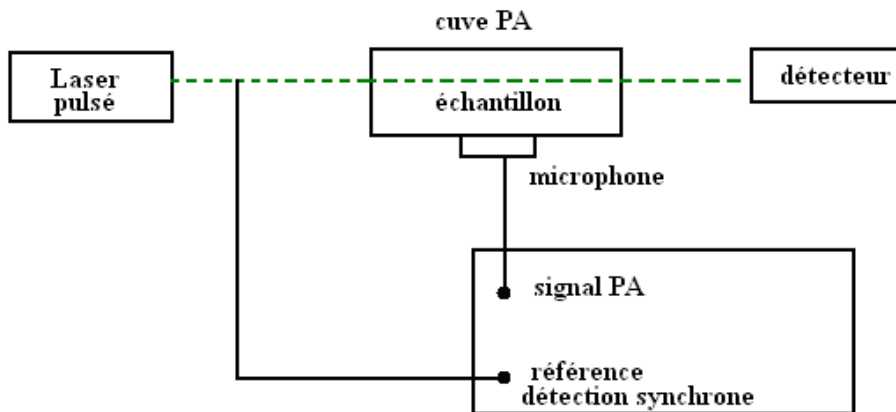 cuve PA
Laser
pulsé
échantillon
détecteur
microphone
signal PA
référence
détection synchrone